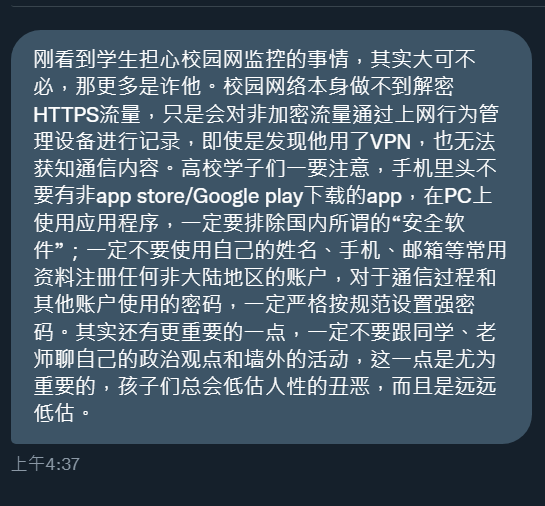 刚看到学生担心校园网监控的事情，其实大可不
必，那更多是诈他。校园网络本身做不到解密
HTTPS流量，只是会对非加密流量通过上网行为管
理设备进行记录，即使是发现他用了VPN，也无法
获知通信内容。高校学子们一要注意，手机里头不
要有非app store/Google play下载的app，在PC上
使用应用程序，一定要排除国内所谓的“安全软
件”；一定不要使用自己的姓名、手机、邮箱等常用
资料注册任何非大陆地区的账户，对于通信过程和
其他账户使用的密码，一定严格按规范设置强密
码。其实还有更重要的一点，一定不要跟同学、老
师聊自己的政治观点和墙外的活动，这一点是尤为
重要的，孩子们总会低估人性的丑恶，而且是远远
低估。
上午4:37